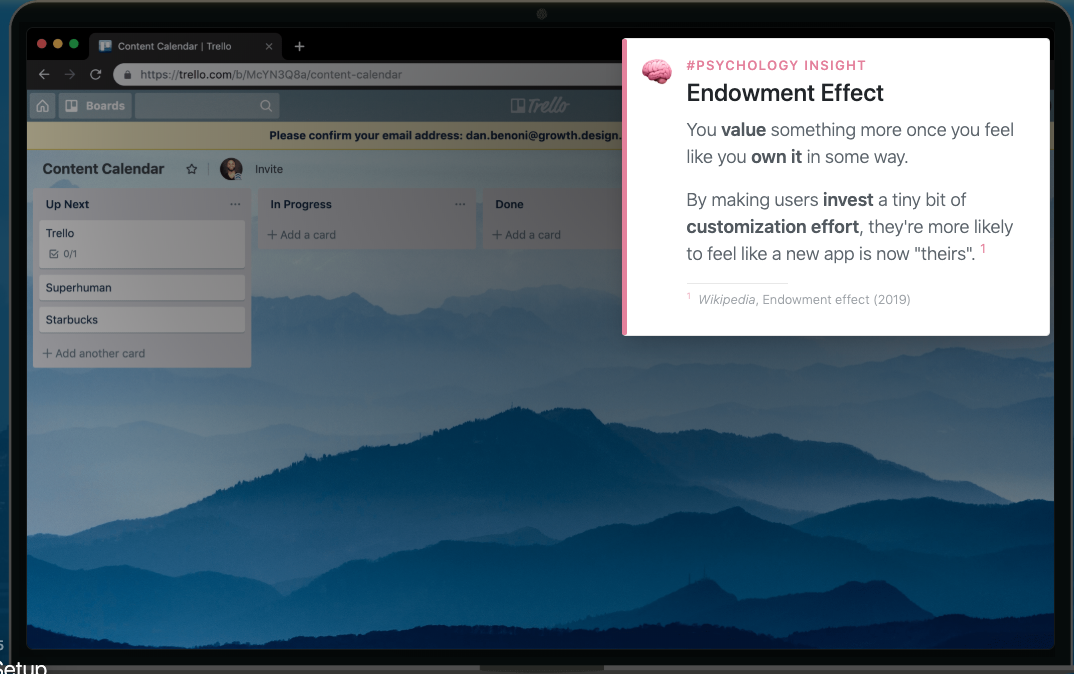 Content Calendar | Trello
https://trello.com/b/McYN3Q8a/content-calendar
Boards
Trello
Please confirm your email address: dan.benoni@growth.design.
Content Calendar
Invite
Up Next
Trello
0/1
Superhuman
Starbucks
+ Add another card
In Progress
+ Add a card
Done
+ Add a card
#PSYCHOLOGY INSIGHT
Endowment Effect
You value something more once you feel
like you own it in some way.
By making users invest a tiny bit of
customization effort, they're more likely
to feel like a new app is now "theirs". 1
1 Wikipedia, Endowment effect (2019)
Setup